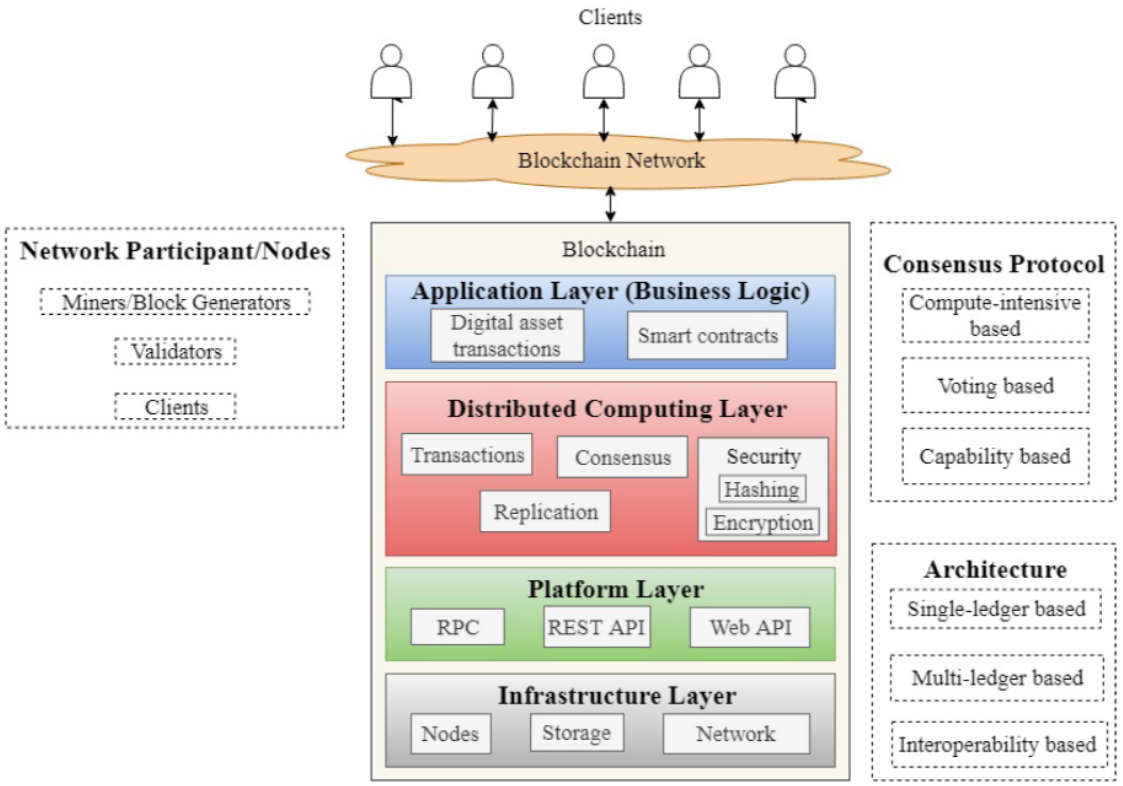 Clients
Blockchain Network
Network Participant/Nodes
Miners/Block Generators
Validators
Clients
Blockchain
Application Layer (Business Logic)
Digital asset
transactions
Smart contracts
Distributed Computing Layer
Transactions
Consensus
Security
Hashing
Encryption
Replication
Platform Layer
RPC
REST API
Web API
Infrastructure Layer
Nodes
Storage
Network
Consensus Protocol
Compute-intensive
based
Voting based
Capability based
Architecture
Single-ledger based
Multi-ledger based
Interoperability based